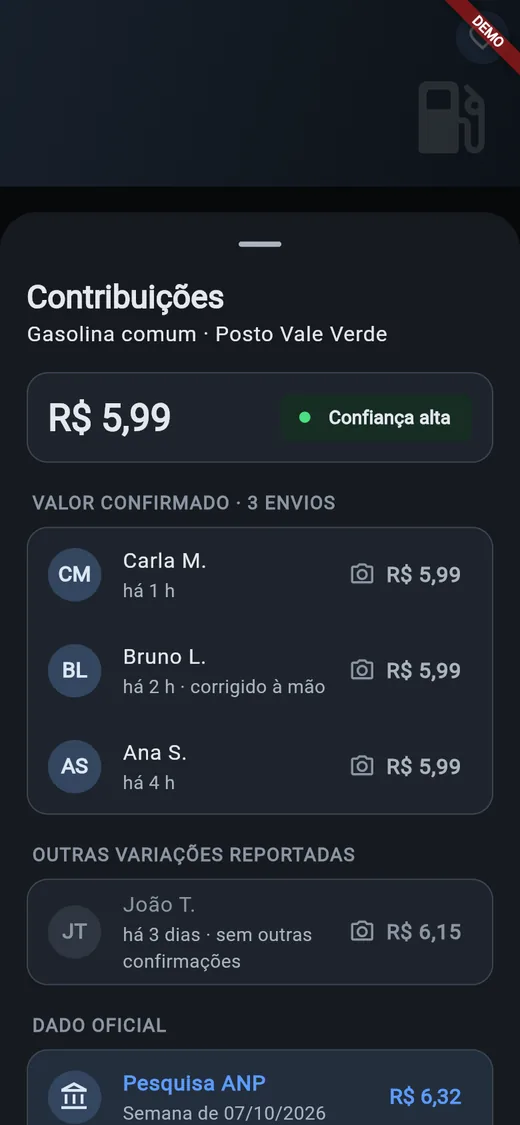 DEMO
Contribuições
Gasolina comum · Posto Vale Verde
R$ 5,99
Confiança alta
VALOR CONFIRMADO · 3 ENVIOS
CM
Carla M.
há 1 h
R$ 5,99
BL
Bruno L.
há 2 h · corrigido à mão
R$ 5,99
AS
Ana S.
há 4 h
R$ 5,99
OUTRAS VARIAÇÕES REPORTADAS
JT
João T.
há 3 dias · sem outras
confirmações
R$ 6,15
DADO OFICIAL
Pesquisa ANP
Semana de 07/10/2026
R$ 6,32